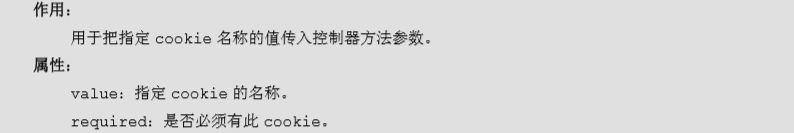 作用：
用于把指定 cookie 名称的值传入控制器方法参数。
属性：
value：指定 cookie 的名称。
required：是否必须有此 cookie。